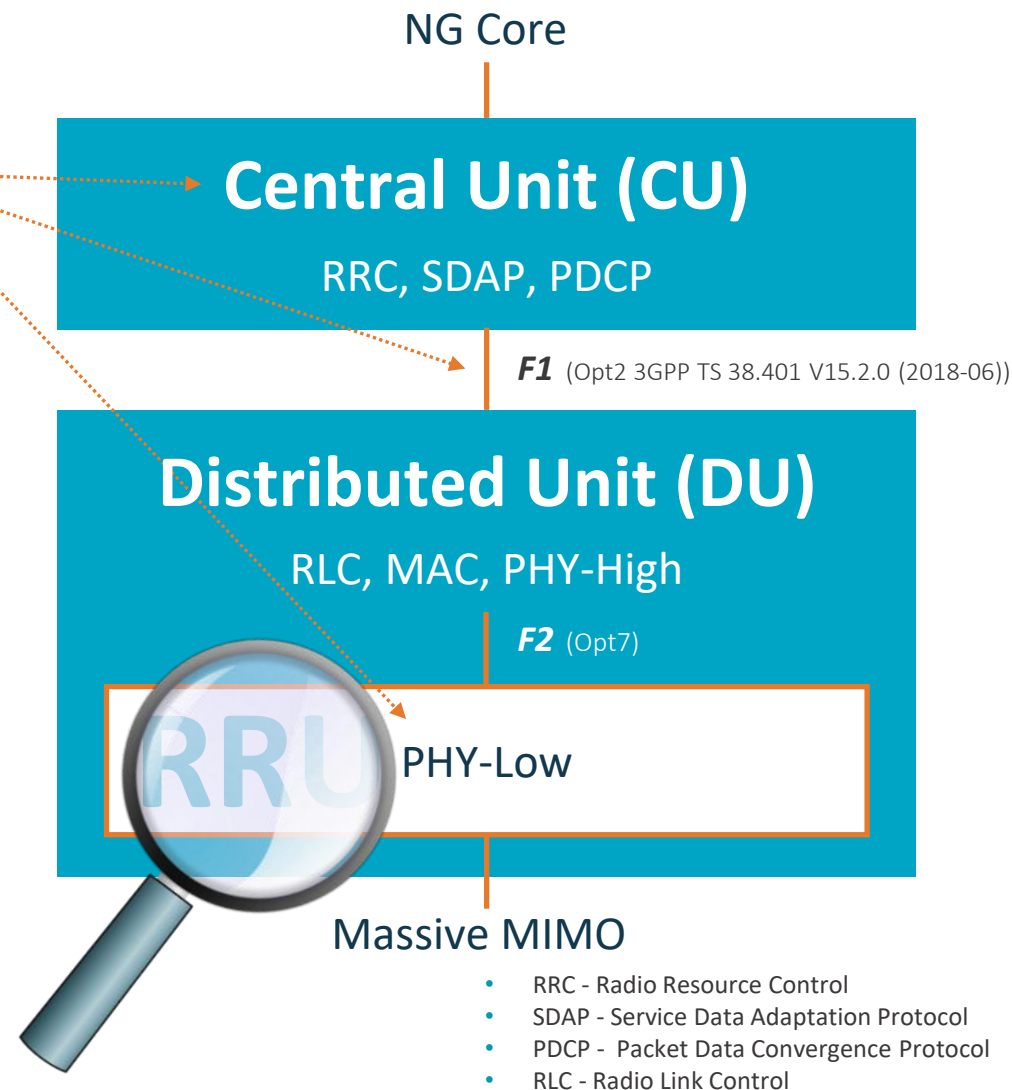 NG Core
Central Unit (CU)
RRC, SDAP, PDCP
F1 (Opt2 3GPP TS 38.401 V15.2.0 (2018-06))
Distributed Unit (DU)
RLC, MAC, PHY-High
F2 (Opt7)
RRU PHY-Low
Massive MIMO
• RRC - Radio Resource Control
• SDAP - Service Data Adaptation Protocol
• PDCP - Packet Data Convergence Protocol
• RLC - Radio Link Control